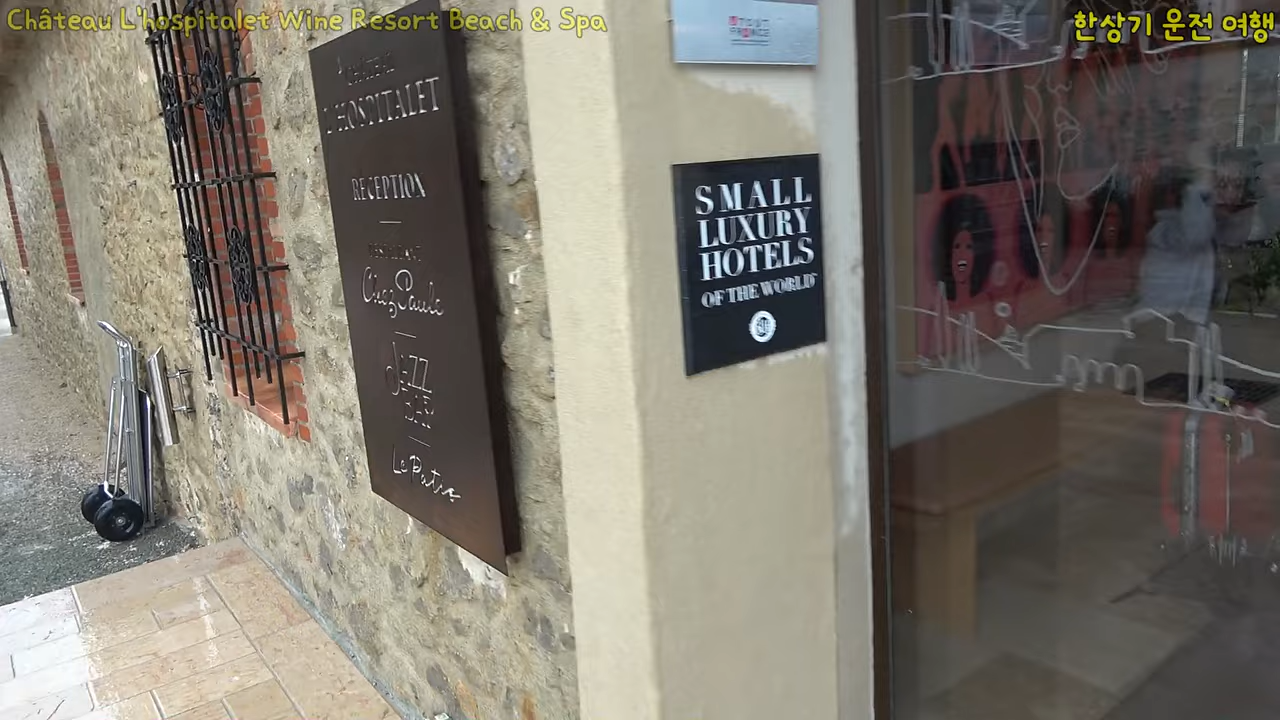 Château L'hospitalet Wine Resort Beach & Spa
한상기 운전 여행
CHÂTEAU
L'HOSPITALET
RECEPTION
RESTAURANT
Chez Paule
JAZZ
BAR
Le Patio
SMALL
LUXURY
HOTELS
OF THE WORLD